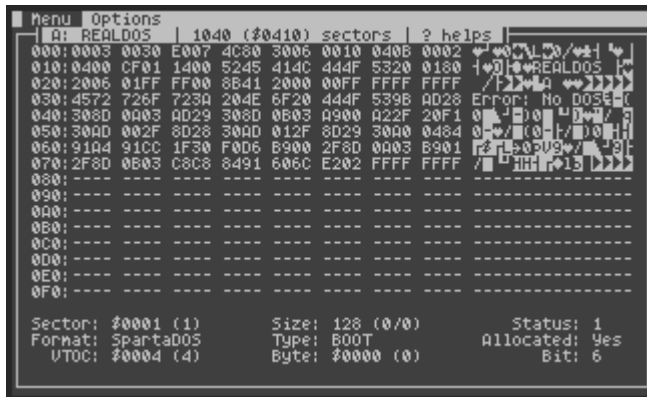 Menu Options
A: REALDOS | 1040 ($0410) sectors | ? helps
000:0003 0030 E007 4C80 3006 0010 040B 0002
010:0400 CF01 1400 5245 414C 444F 5320 0180 REALDOS
020:2006 01FF FF00 8B41 2000 00FF FFFF FFFF
030:4572 726F 723A 204E 6F20 444F 539B AD28 Error: No DOS
040:308D 0A03 AD29 308D 0B03 A900 A22F 20F1
050:30AD 002F 8D28 30AD 012F 8D29 30A0 0484
060:91A4 91CC 1F30 F0D6 B900 2F8D 0A03 B901
070:2F8D 0B03 C8C8 8491 606C E202 FFFF FFFF
080:---- ---- ---- ---- ---- ---- ---- ---- ----------------
090:---- ---- ---- ---- ---- ---- ---- ---- ----------------
0A0:---- ---- ---- ---- ---- ---- ---- ---- ----------------
0B0:---- ---- ---- ---- ---- ---- ---- ---- ----------------
0C0:---- ---- ---- ---- ---- ---- ---- ---- ----------------
0D0:---- ---- ---- ---- ---- ---- ---- ---- ----------------
0E0:---- ---- ---- ---- ---- ---- ---- ---- ----------------
0F0:---- ---- ---- ---- ---- ---- ---- ---- ----------------
Sector: $0001 (1) Size: 128 (0/0) Status: 1
Format: SpartaDOS Type: BOOT Allocated: Yes
VTOC: $0004 (4) Byte: $0000 (0) Bit: 6